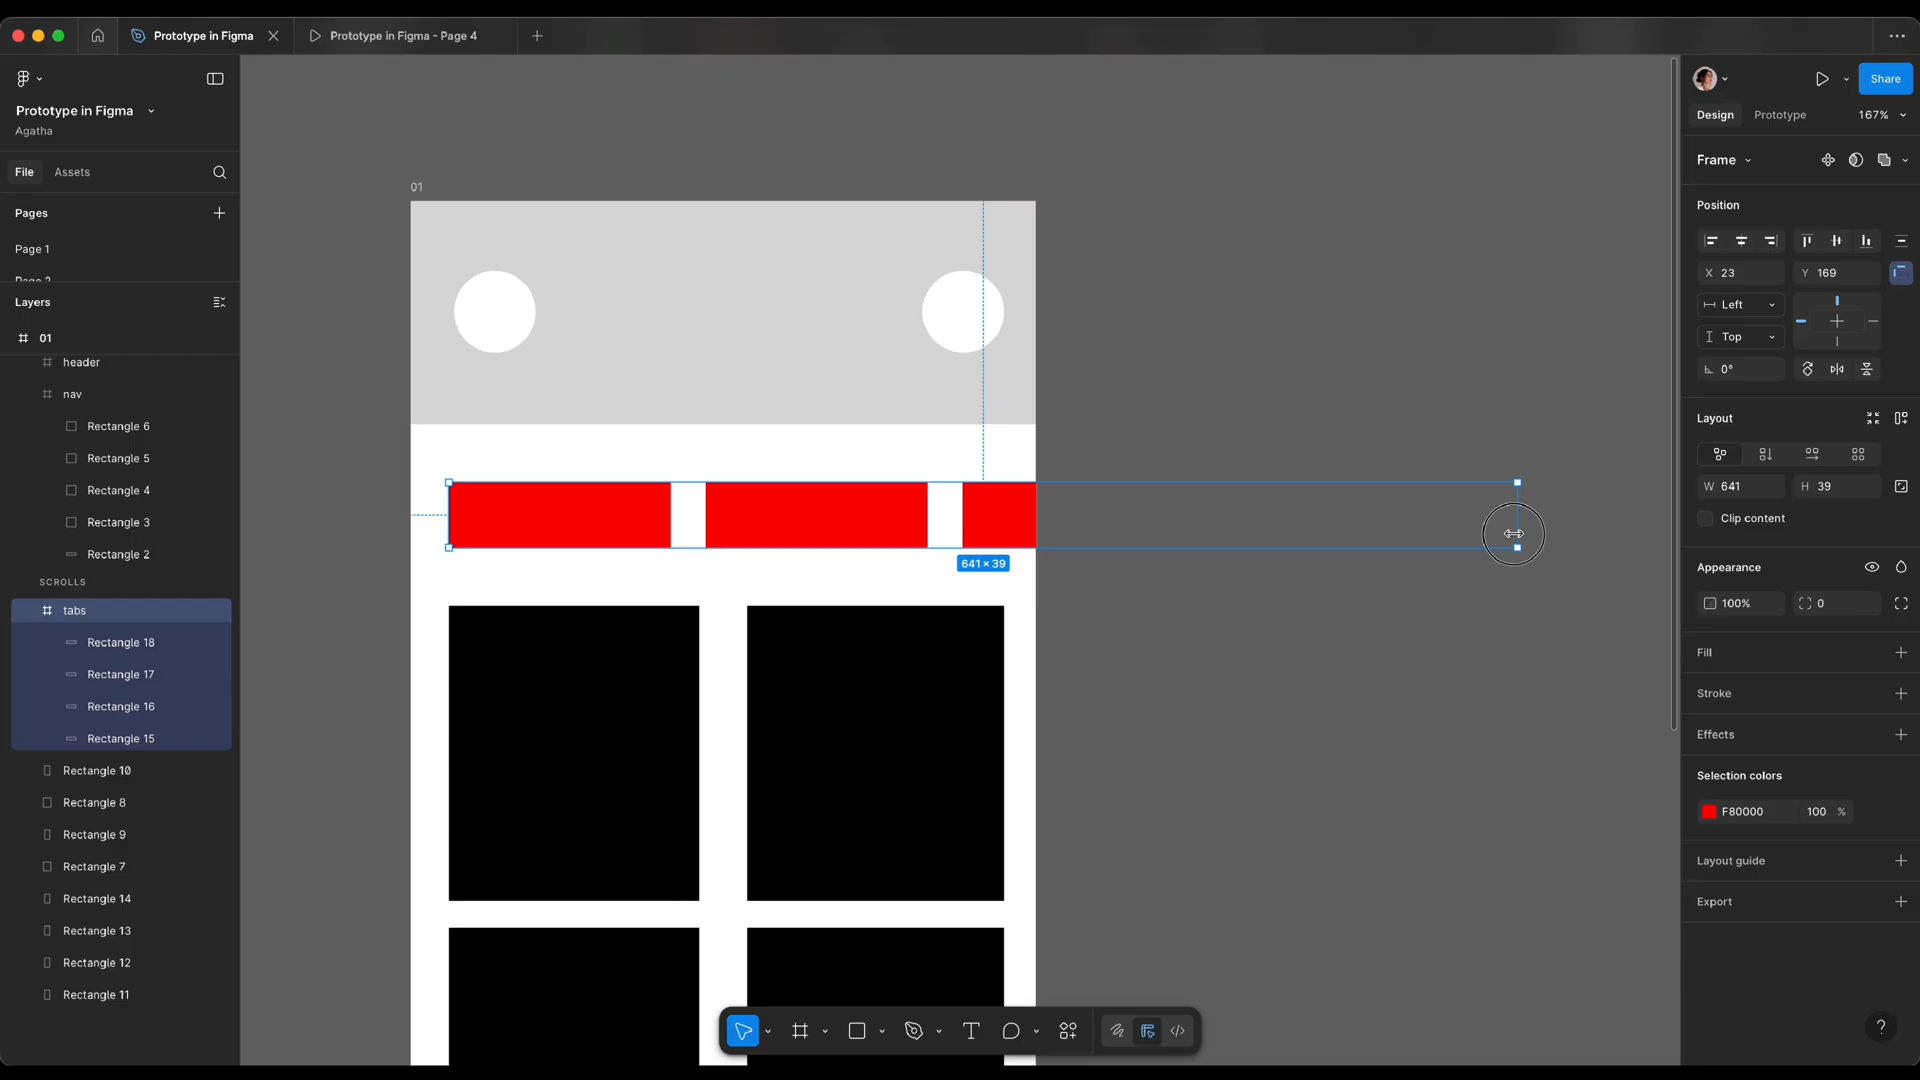 Prototype in Figma
Prototype in Figma - Page 4
Prototype in Figma
Agatha
File
Assets
Pages
Page 1
Layers
01
header
nav
Rectangle 6
Rectangle 5
Rectangle 4
Rectangle 3
Rectangle 2
SCROLLS
tabs
Rectangle 18
Rectangle 17
Rectangle 16
Rectangle 15
Rectangle 10
Rectangle 8
Rectangle 9
Rectangle 7
Rectangle 14
Rectangle 13
Rectangle 12
Rectangle 11
01
641 × 39
Share
Design
Prototype
167%
Frame
Position
X 23
Y 169
Left
Top
0°
Layout
W 641
H 39
Clip content
Appearance
100%
0
Fill
Stroke
Effects
Selection colors
F80000
100 %
Layout guide
Export
?